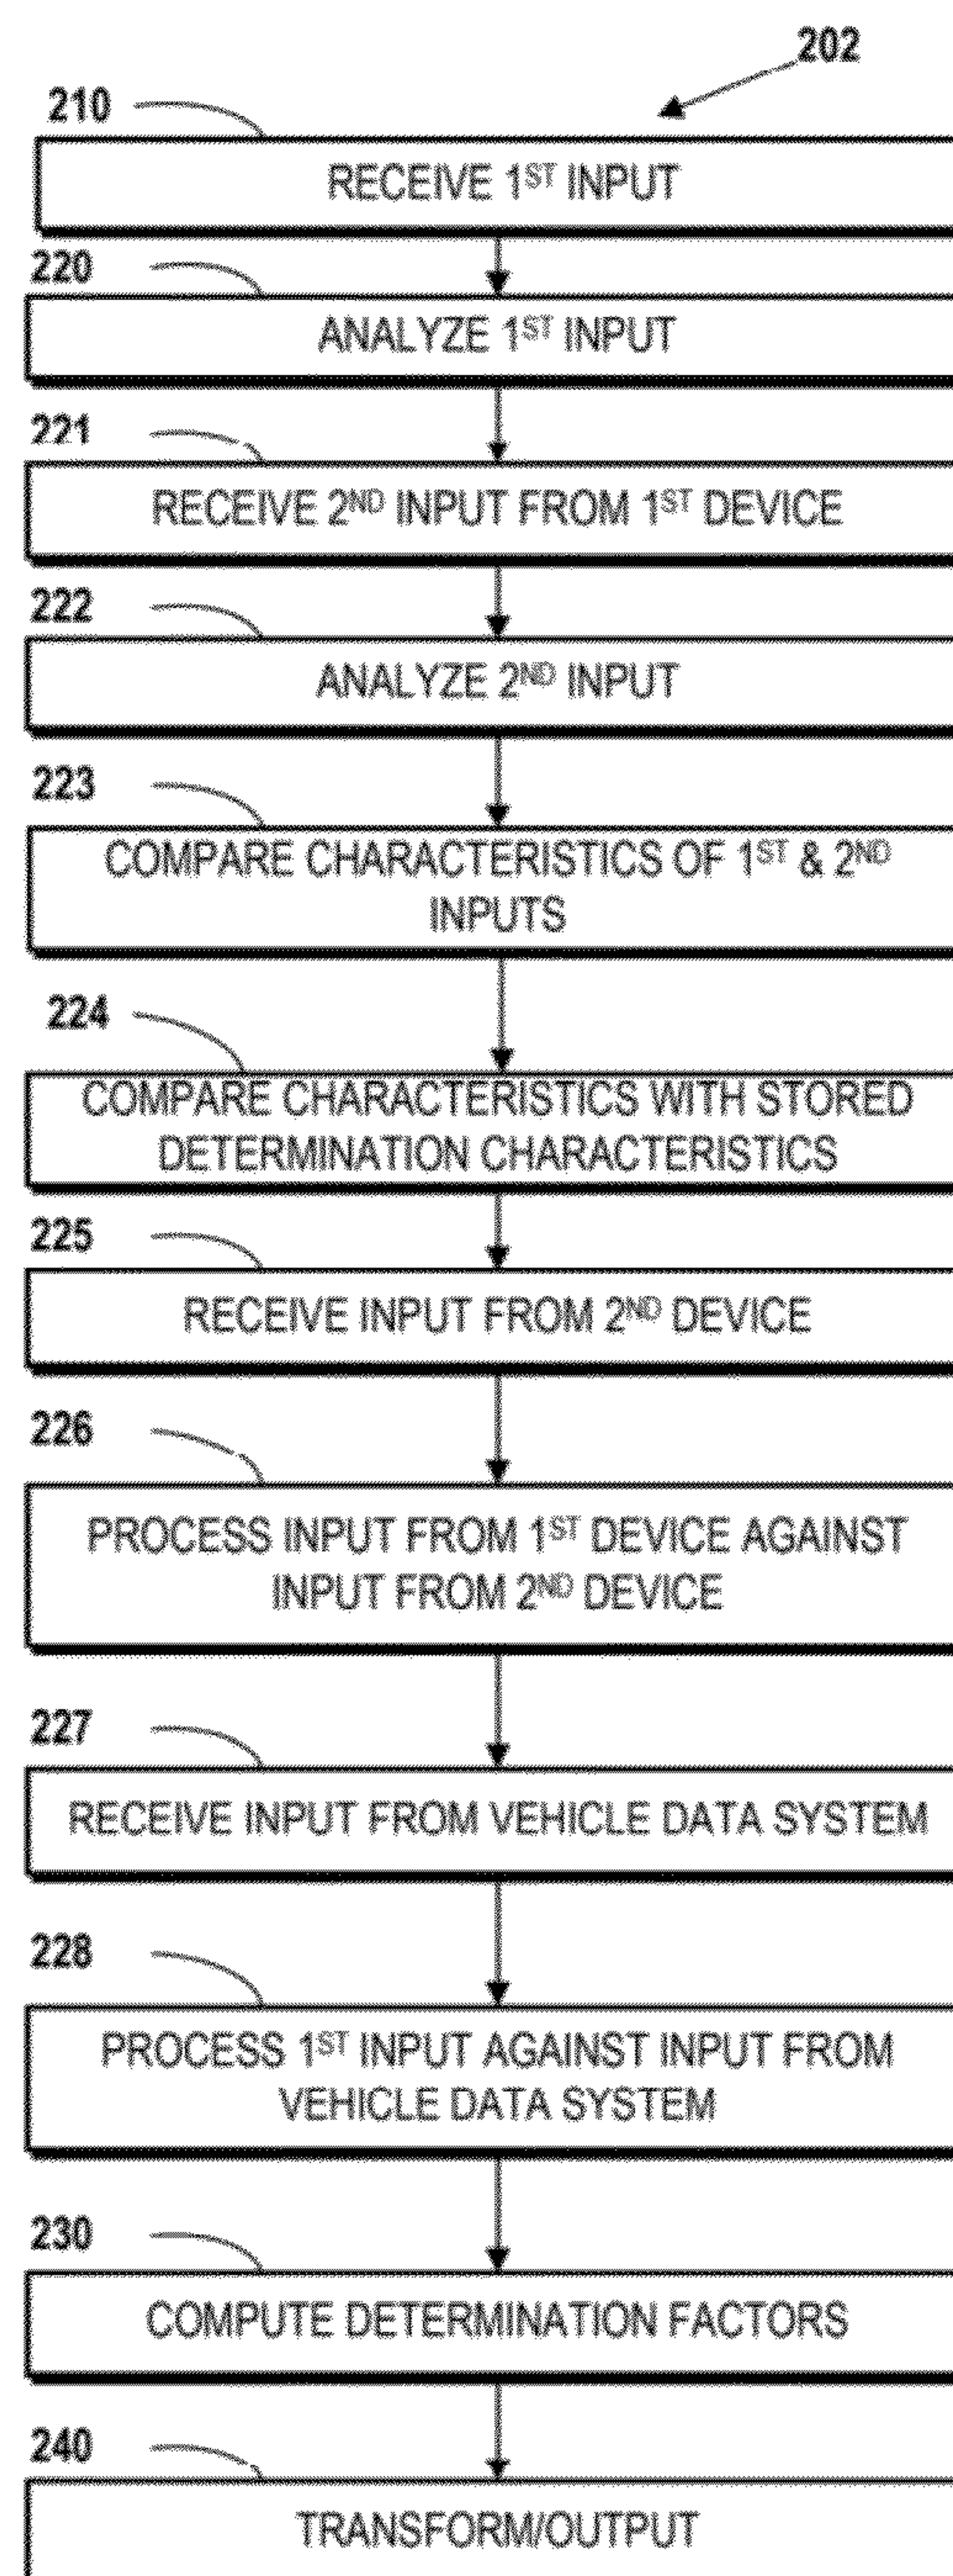 202
210
RECEIVE 1ST INPUT
220
ANALYZE 1ST INPUT
221
RECEIVE 2ND INPUT FROM 1ST DEVICE
222
ANALYZE 2ND INPUT
223
COMPARE CHARACTERISTICS OF 1ST & 2ND
INPUTS
224
COMPARE CHARACTERISTICS WITH STORED
DETERMINATION CHARACTERISTICS
225
RECEIVE INPUT FROM 2ND DEVICE
226
PROCESS INPUT FROM 1ST DEVICE AGAINST
INPUT FROM 2ND DEVICE
227
RECEIVE INPUT FROM VEHICLE DATA SYSTEM
228
PROCESS 1ST INPUT AGAINST INPUT FROM
VEHICLE DATA SYSTEM
230
COMPUTE DETERMINATION FACTORS
240
TRANSFORM/OUTPUT